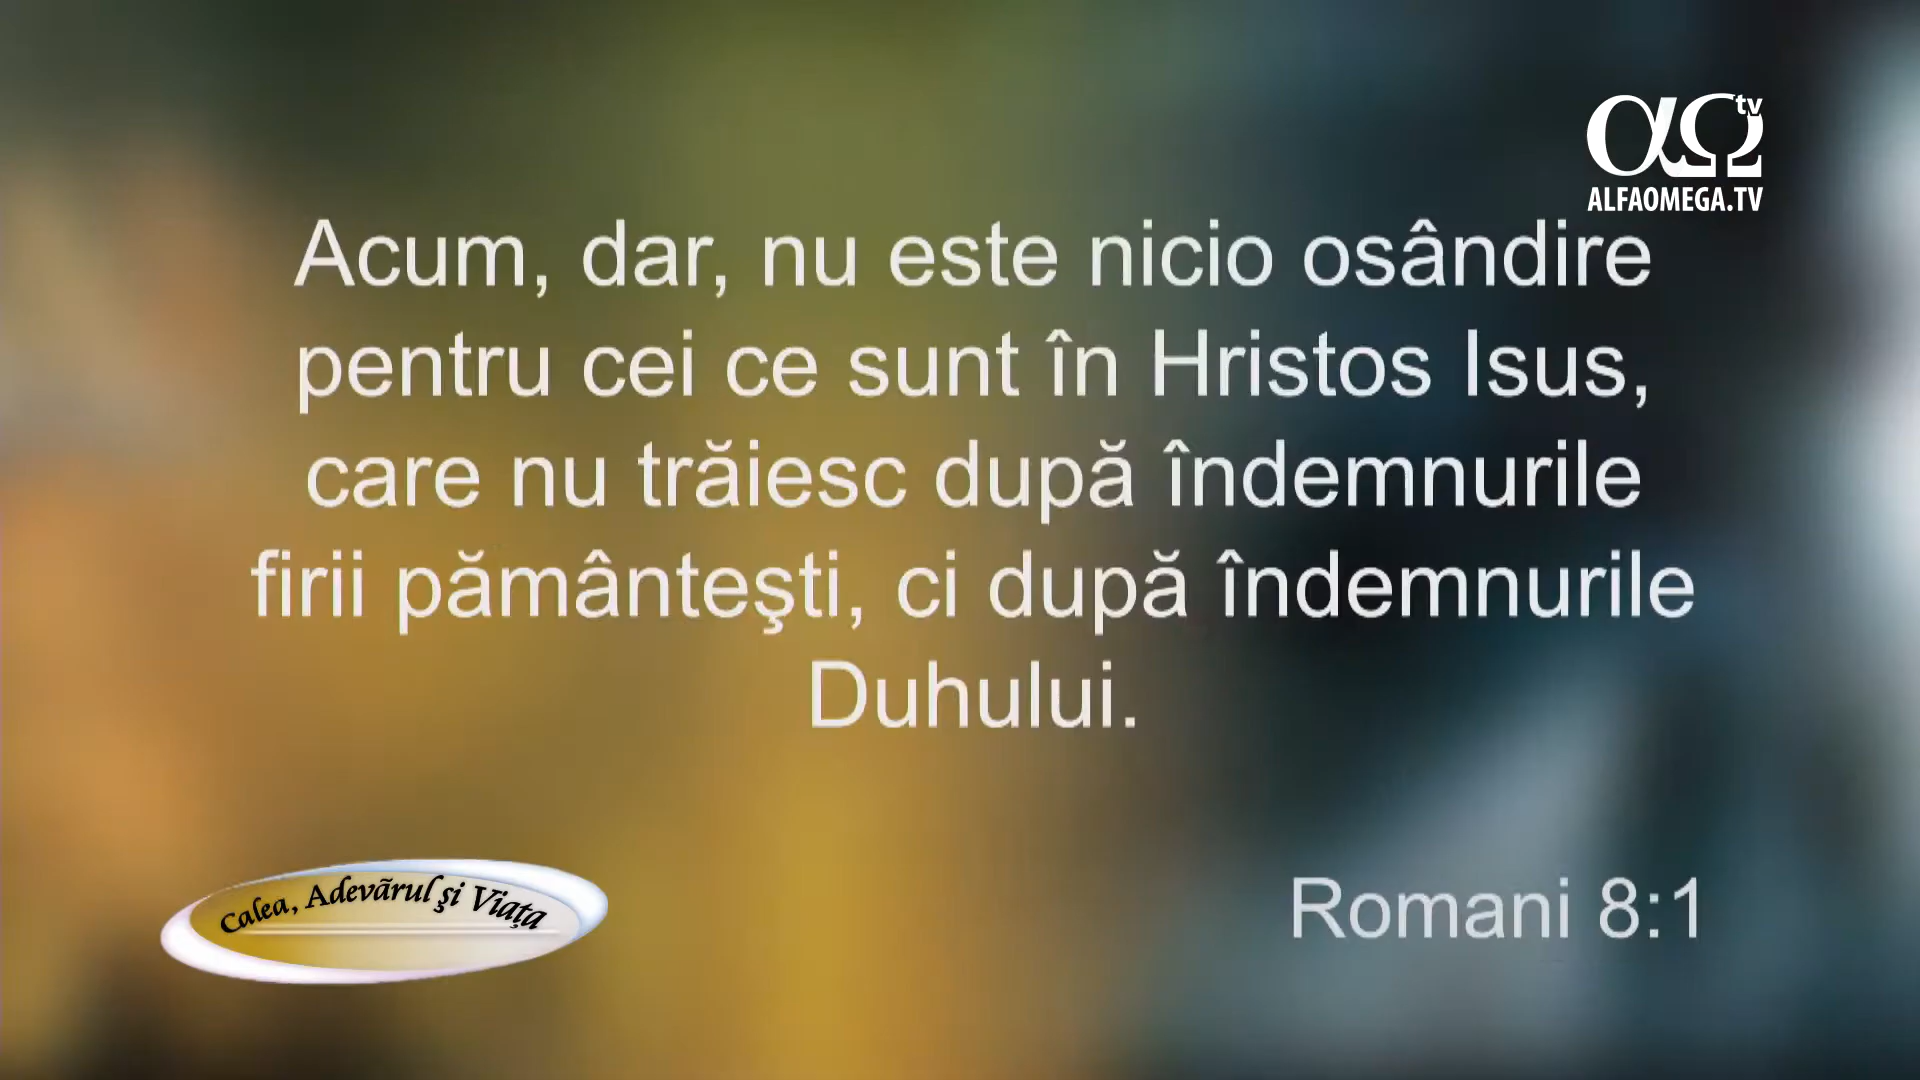 αΩ tv
ALFAOMEGA.TV
Acum, dar, nu este nicio osândire
pentru cei ce sunt în Hristos Isus,
care nu trăiesc după îndemnurile
firii pământeşti, ci după îndemnurile
Duhului.
Calea, Adevãrul şi Viaţa
Romani 8:1